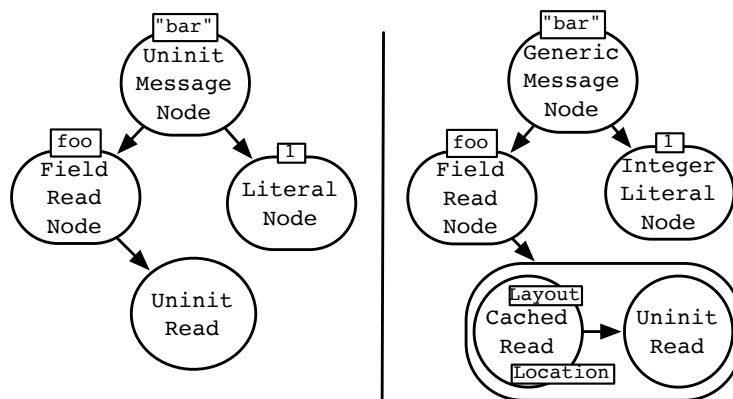 "bar"
Uninit
Message
Node
foo
Field
Read
Node
1
Literal
Node
Uninit
Read
"bar"
Generic
Message
Node
foo
Field
Read
Node
1
Integer
Literal
Node
Layout
Cached
Read
Location
Uninit
Read